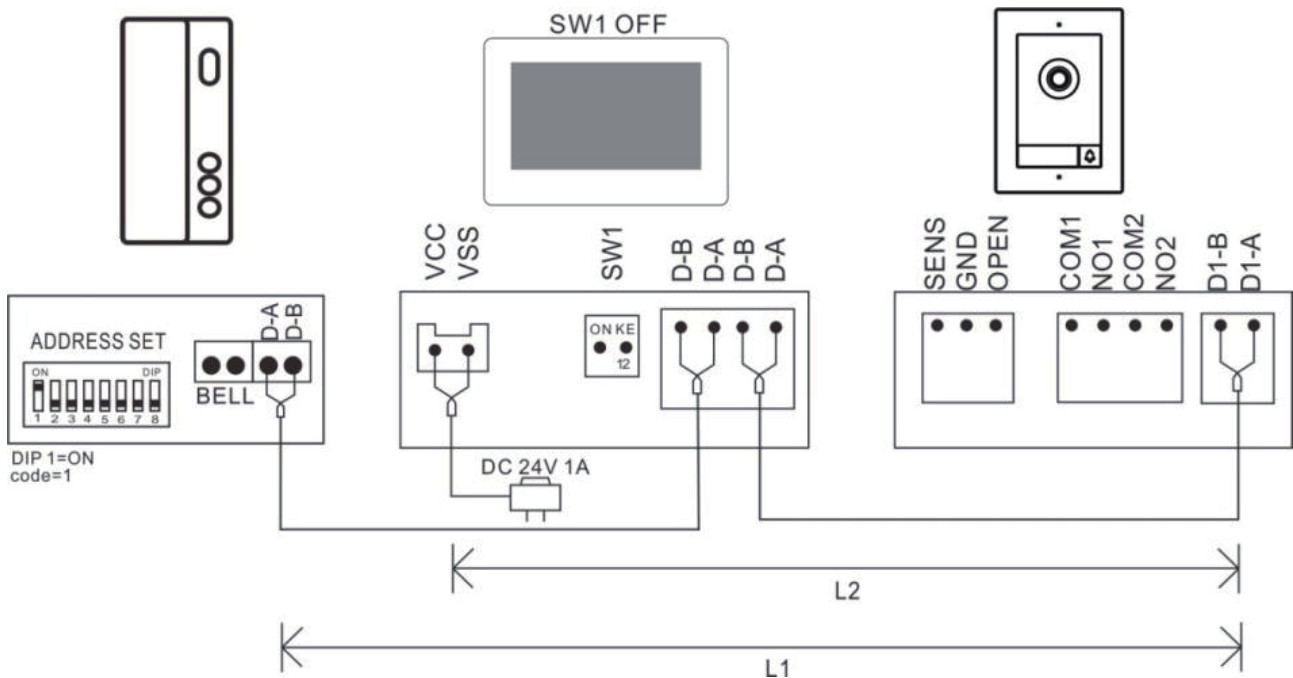 SW1 OFF
VCC
VSS
SW1
D-B
D-A
D-B
D-A
SENS
GND
OPEN
COM1
NO1
COM2
NO2
D1-B
D1-A
ADDRESS SET
ON DIP
1 2 3 4 5 6 7 8
D-A
D-B
BELL
ON KE
12
DIP 1=ON
code=1
DC 24V 1A
L2
L1